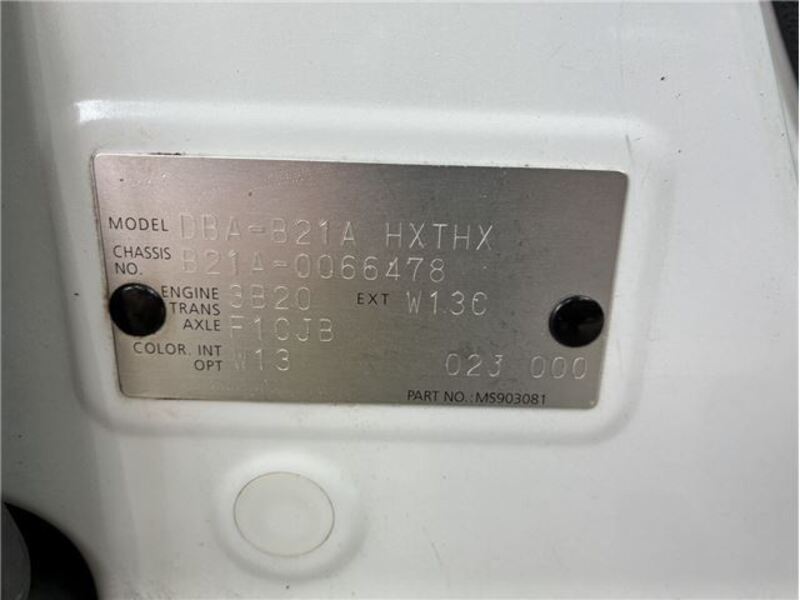 MODEL DBA-B21A HXTHX
CHASSIS NO. B21A-0066478
ENGINE 3B20 EXT W13C
TRANS AXLE F1CJB
COLOR. INT OPT W13 023 000
PART NO.: MS903081